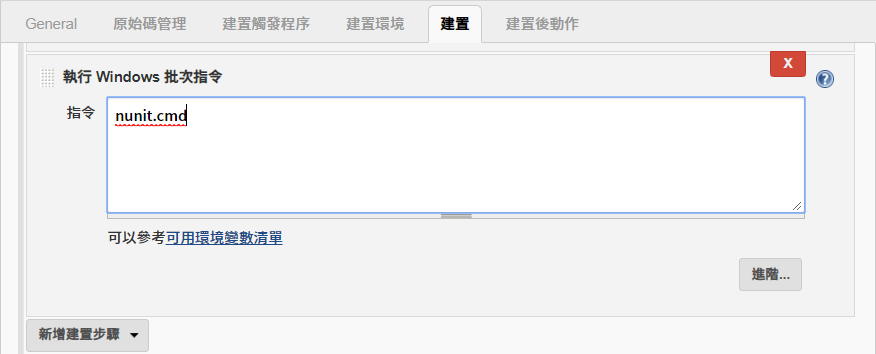 General 原始碼管理 建置觸發程序 建置環境 建置 建置後動作
執行 Windows 批次指令
X
指令
nunit.cmd
可以參考可用環境變數清單
進階...
新增建置步驟